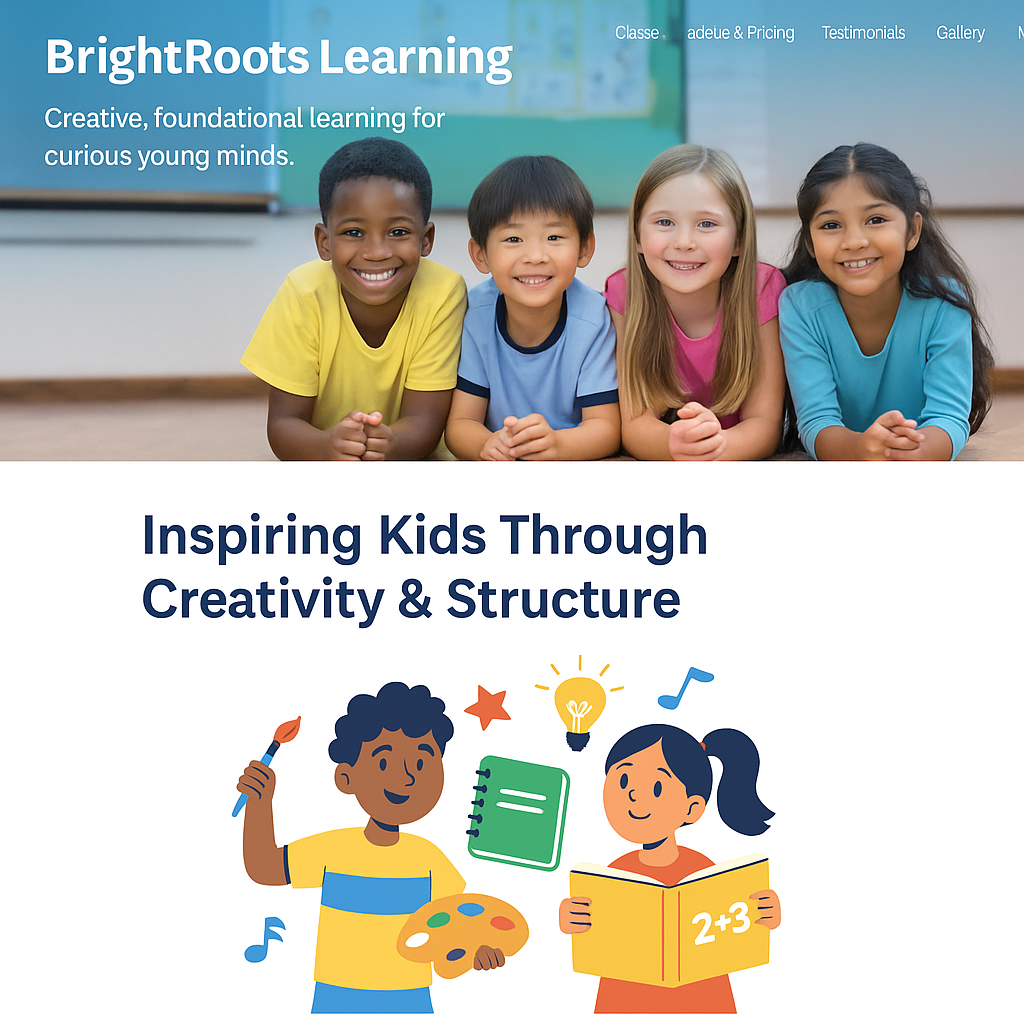 BrightRoots Learning
Classe adeue & Pricing Testimonials Gallery
Creative, foundational learning for
curious young minds.
Inspiring Kids Through
Creativity & Structure
2+3